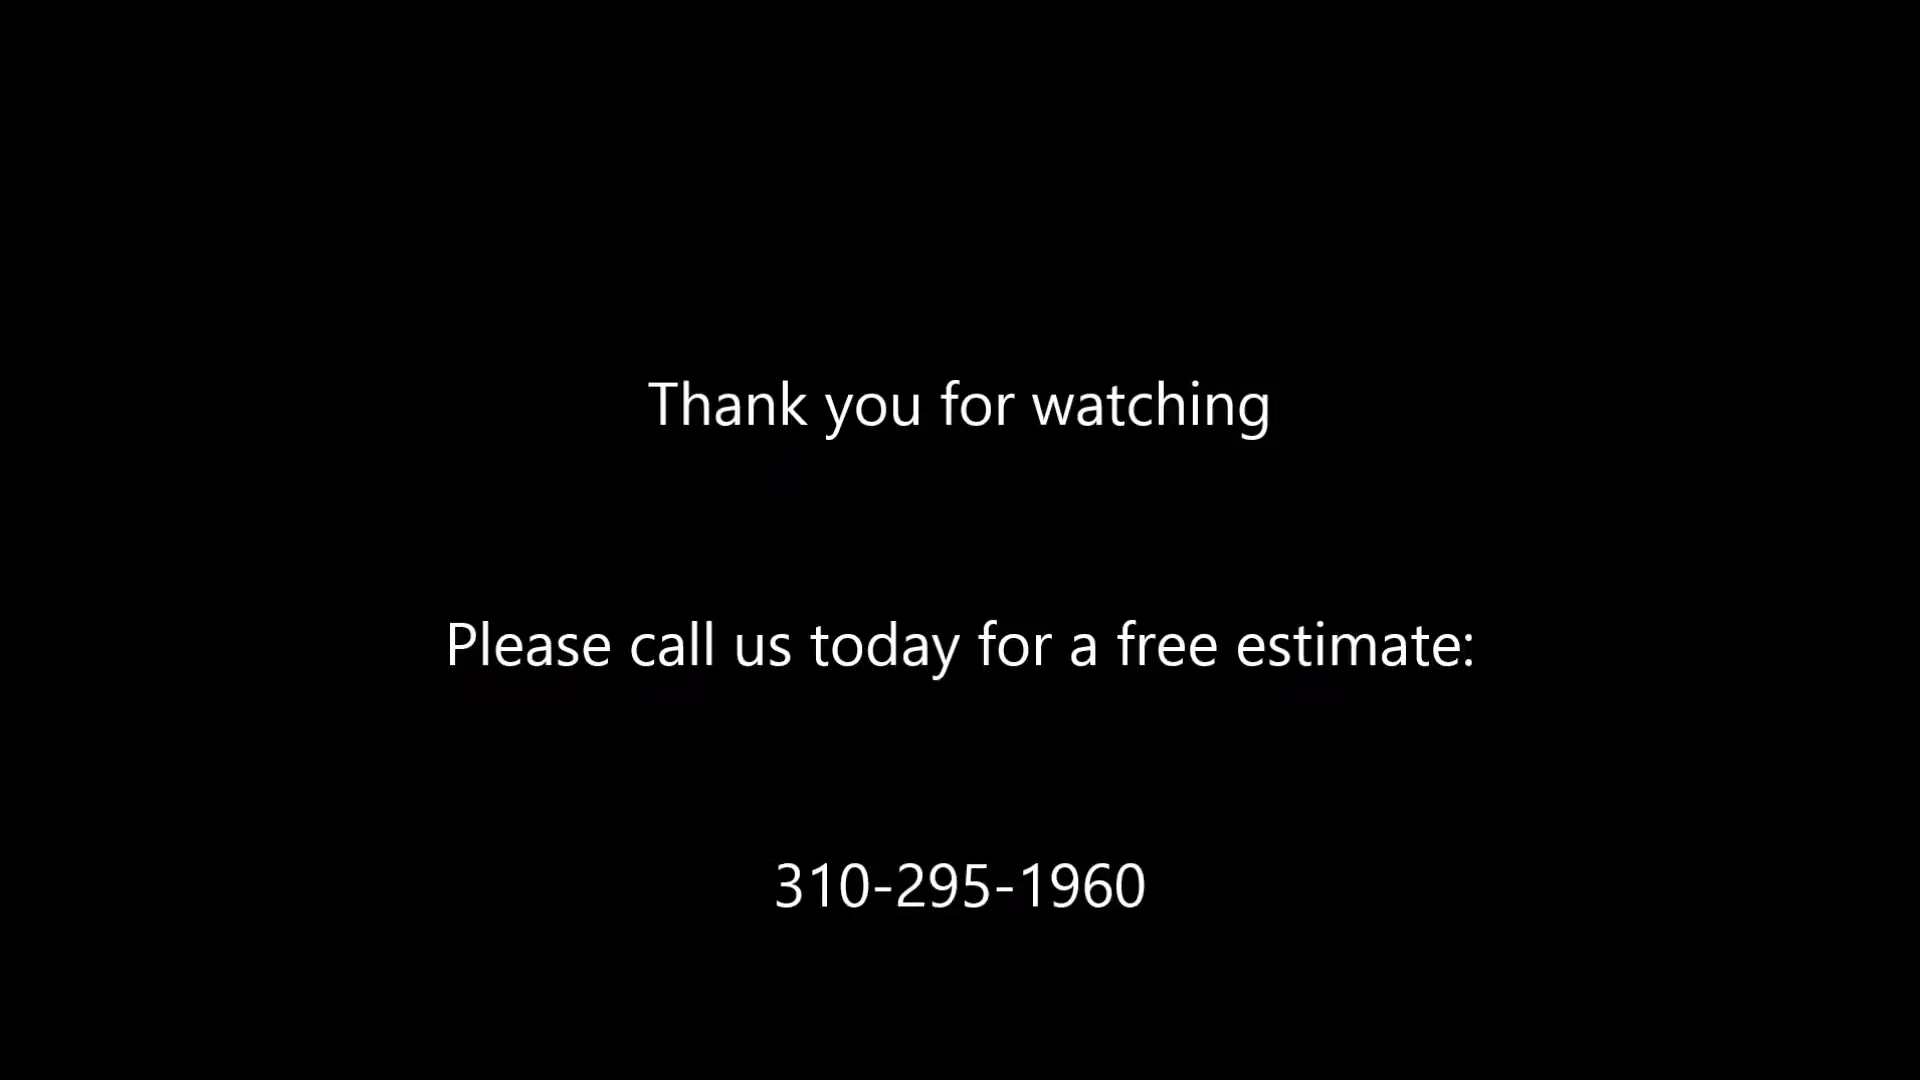 Thank you for watching
Please call us today for a free estimate:
310-295-1960